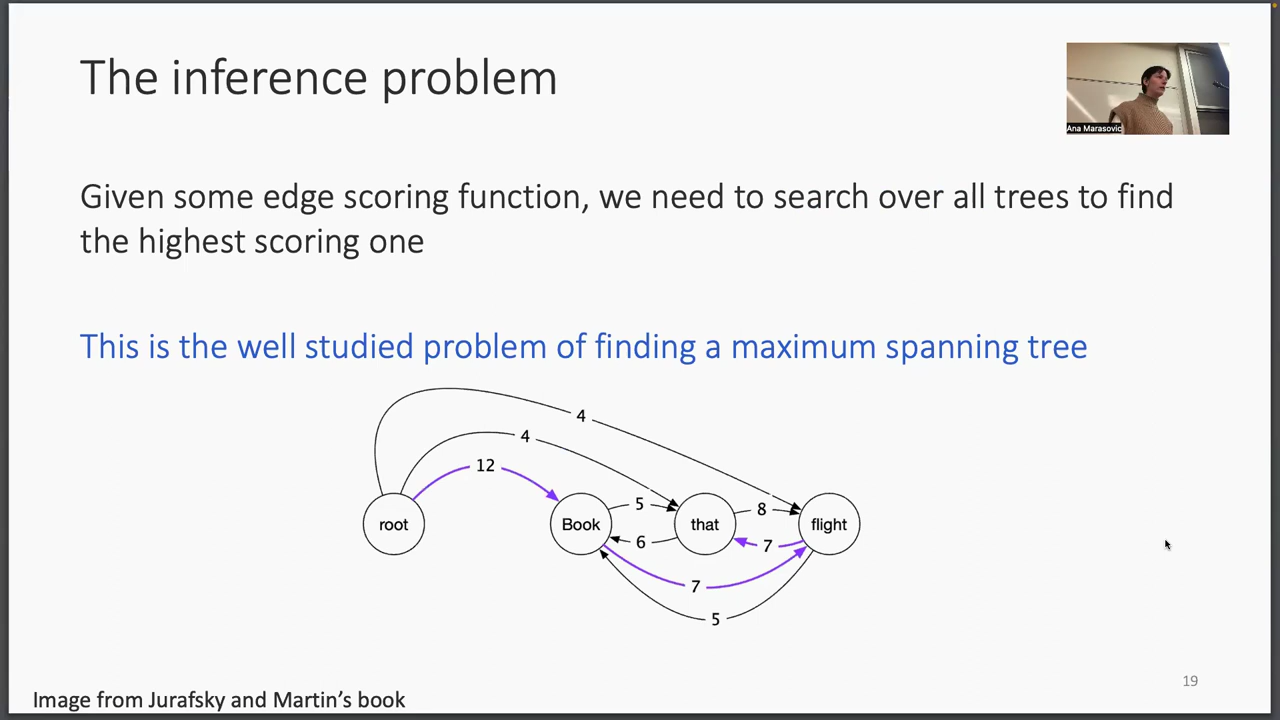 The inference problem
Ana Marasovic
Given some edge scoring function, we need to search over all trees to find
the highest scoring one
This is the well studied problem of finding a maximum spanning tree
4
4
12
5
8
root
Book
that
flight
6
7
7
5
19
Image from Jurafsky and Martin’s book